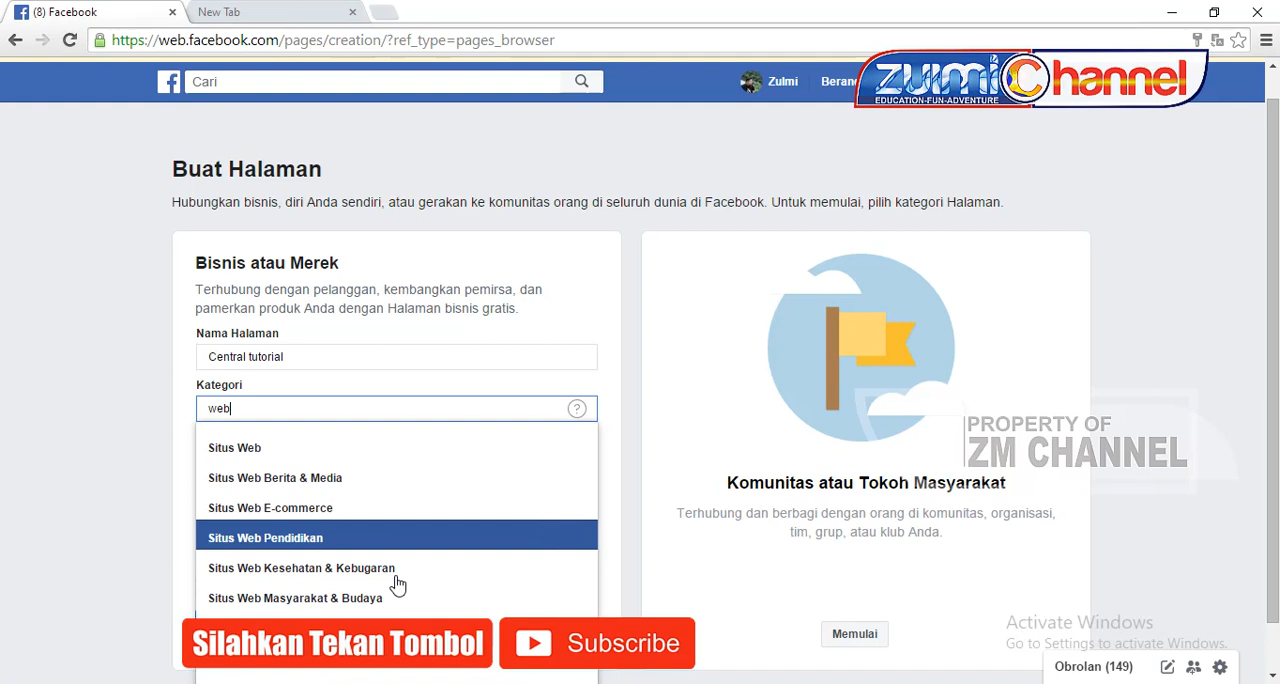 (8) Facebook
New Tab
https://web.facebook.com/pages/creation/?ref_type=pages_browser
Cari
Zulmi
ZulmiChannel
EDUCATION-FUN-ADVENTURE
Buat Halaman
Hubungkan bisnis, diri Anda sendiri, atau gerakan ke komunitas orang di seluruh dunia di Facebook. Untuk memulai, pilih kategori Halaman.
Bisnis atau Merek
Terhubung dengan pelanggan, kembangkan pemirsa, dan
pamerkan produk Anda dengan Halaman bisnis gratis.
Nama Halaman
Central tutorial
Kategori
web
?
Situs Web
Situs Web Berita & Media
Situs Web E-commerce
Situs Web Pendidikan
Situs Web Kesehatan & Kebugaran
Situs Web Masyarakat & Budaya
Komunitas atau Tokoh Masyarakat
Terhubung dan berbagi dengan orang di komunitas, organisasi,
tim, grup, atau klub Anda.
Memulai
PROPERTY OF
ZM CHANNEL
Silahkan Tekan Tombol
Subscribe
Activate Windows
Go to Settings to activate Windows.
Obrolan (149)